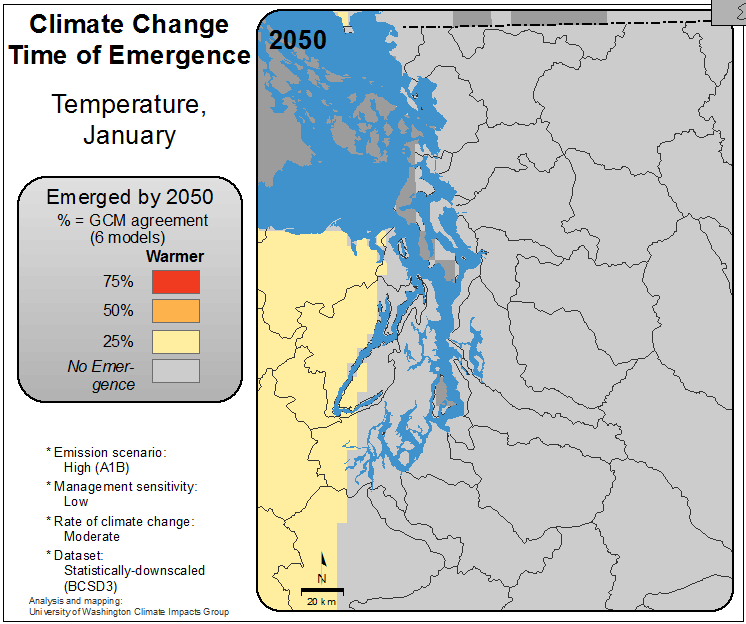 Climate Change
Time of Emergence
Temperature,
January
Emerged by 2050
% = GCM agreement
(6 models)
Warmer
75%
50%
25%
No Emer-
gence
* Emission scenario:
High (A1B)
* Management sensitivity:
Low
* Rate of climate change:
Moderate
* Dataset:
Statistically-downscaled
(BCSD3)
Analysis and mapping:
University of Washington Climate Impacts Group
2050
N
20 km